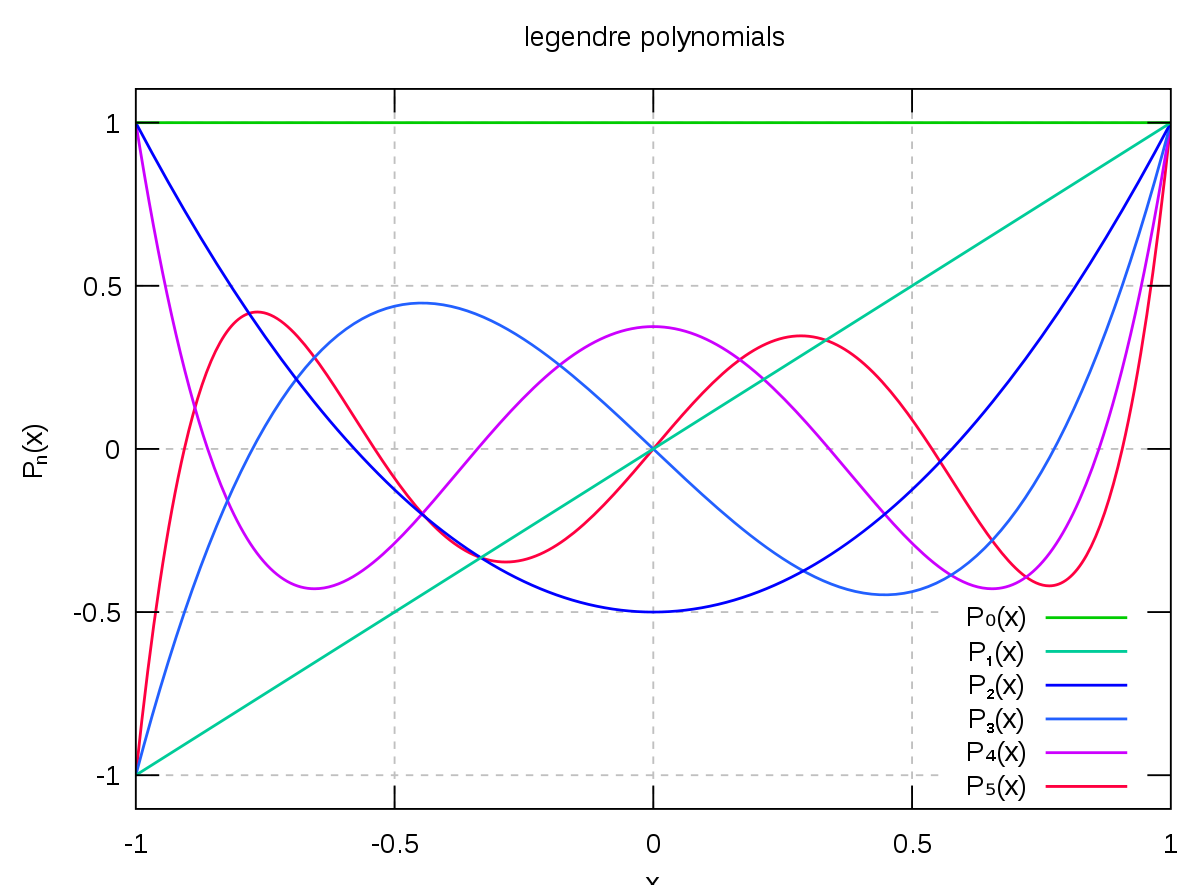 legendre polynomials
1
0.5
0
-0.5
-1
Pₙ(x)
P₀(x)
P₁(x)
P₂(x)
P₃(x)
P₄(x)
P₅(x)
-1 -0.5 0 0.5 1
x